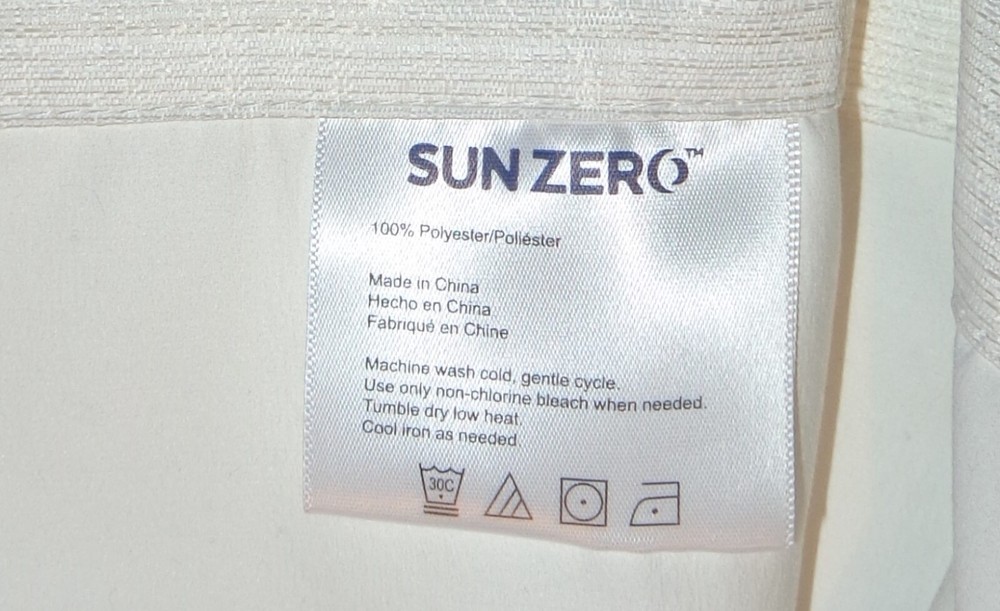 SUN ZERO™
100% Polyester/Poliéster
Made in China
Hecho en China
Fabriqué en Chine
Machine wash cold, gentle cycle.
Use only non-chlorine bleach when needed.
Tumble dry low heat.
Cool iron as needed.
30C